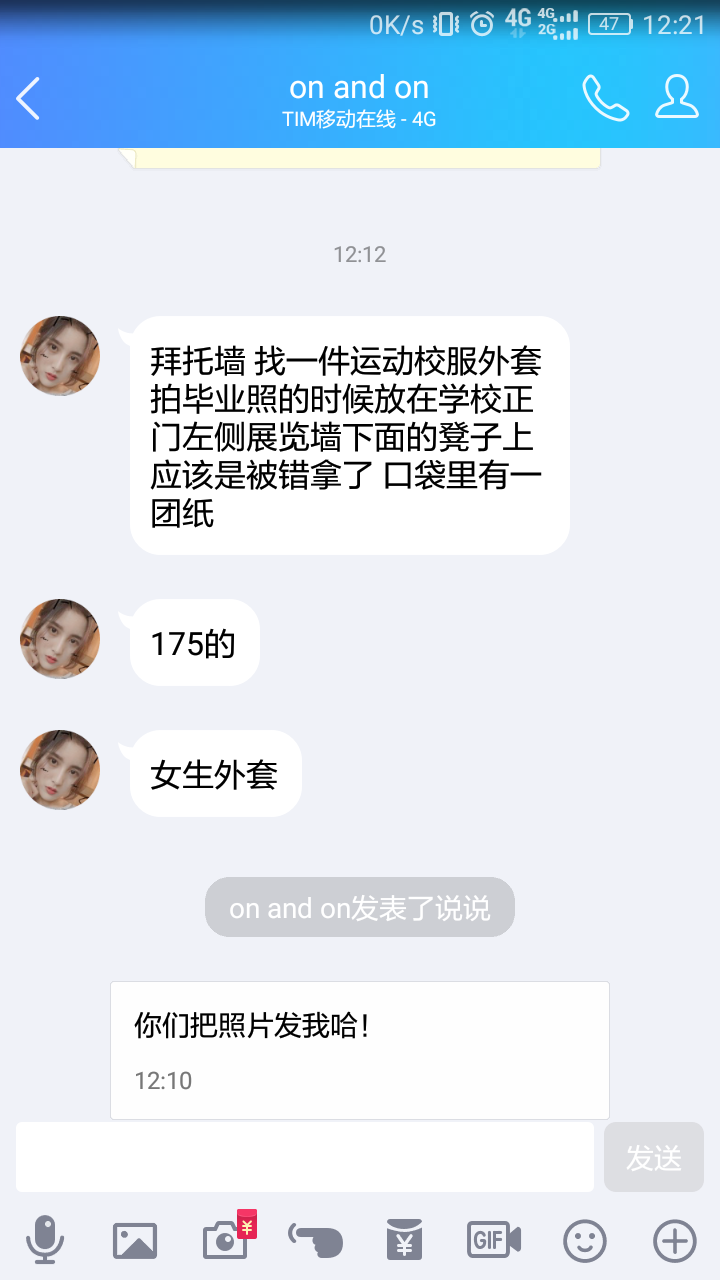 0K/s 4G 4G 2G 47 12:21
on and on
TIM移动在线 - 4G
12:12
拜托墙 找一件运动校服外套
拍毕业照的时候放在学校正
门左侧展览墙下面的凳子上
应该是被错拿了 口袋里有一
团纸
175的
女生外套
on and on发表了说说
你们把照片发我哈！
12:10
发送
¥
¥
GIF